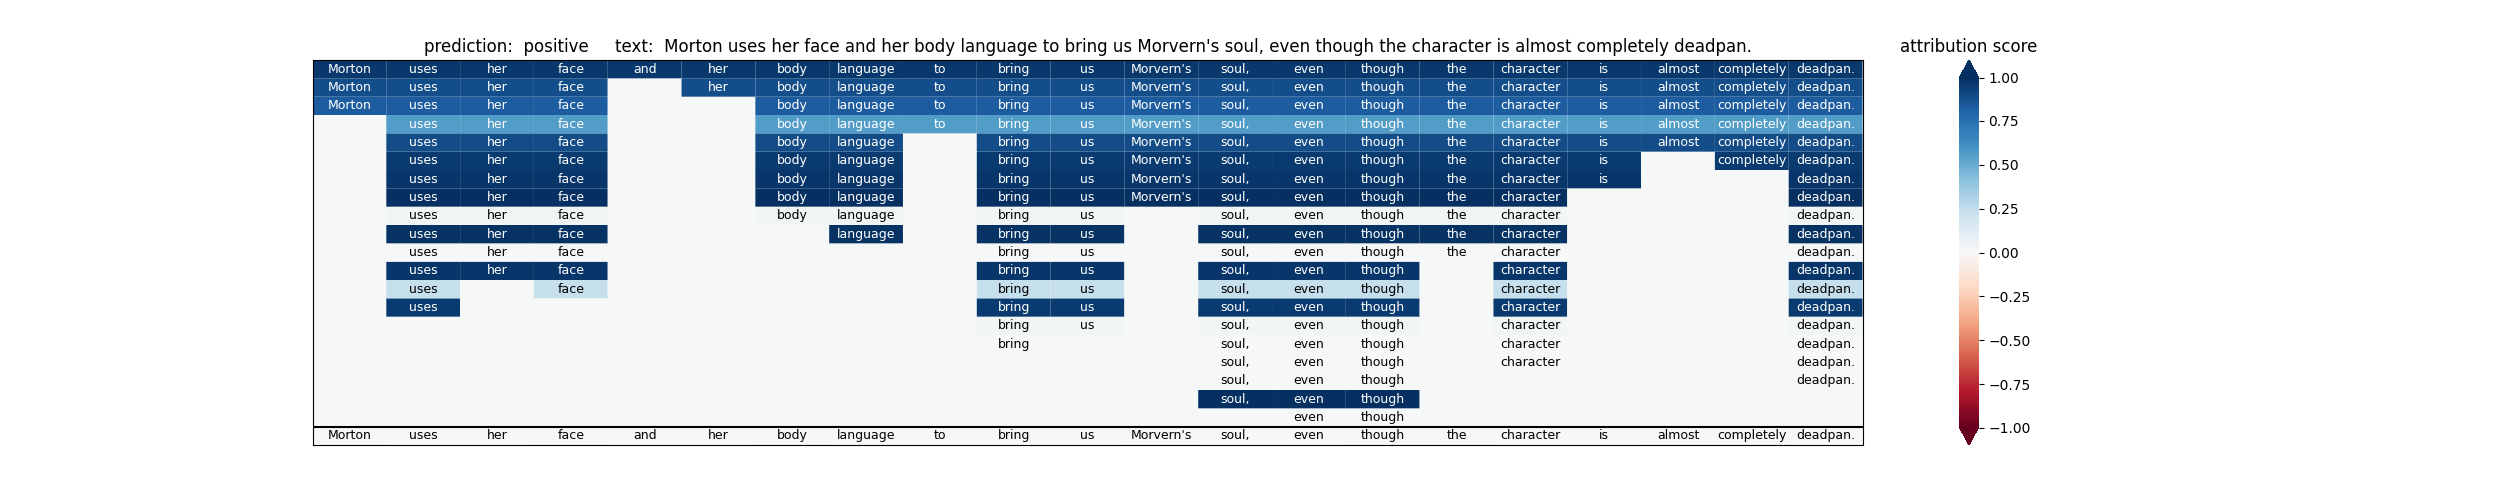 prediction:  positive     text:  Morton uses her face and her body language to bring us Morvern's soul, even though the character is almost completely deadpan.
attribution score
Morton uses her face and her body language to bring us Morvern's soul, even though the character is almost completely deadpan.
Morton uses her face her body language to bring us Morvern's soul, even though the character is almost completely deadpan.
Morton uses her face body language to bring us Morvern's soul, even though the character is almost completely deadpan.
uses her face body language to bring us Morvern's soul, even though the character is almost completely deadpan.
uses her face body language bring us Morvern's soul, even though the character is almost completely deadpan.
uses her face body language bring us Morvern's soul, even though the character is completely deadpan.
uses her face body language bring us Morvern's soul, even though the character is deadpan.
uses her face body language bring us Morvern's soul, even though the character deadpan.
uses her face body language bring us soul, even though the character deadpan.
uses her face language bring us soul, even though the character deadpan.
uses her face bring us soul, even though the character deadpan.
uses her face bring us soul, even though character deadpan.
uses face bring us soul, even though character deadpan.
uses bring us soul, even though character deadpan.
bring us soul, even though character deadpan.
bring soul, even though character deadpan.
soul, even though character deadpan.
soul, even though deadpan.
soul, even though
even though
Morton uses her face and her body language to bring us Morvern's soul, even though the character is almost completely deadpan.
1.00
0.75
0.50
0.25
0.00
−0.25
−0.50
−0.75
−1.00